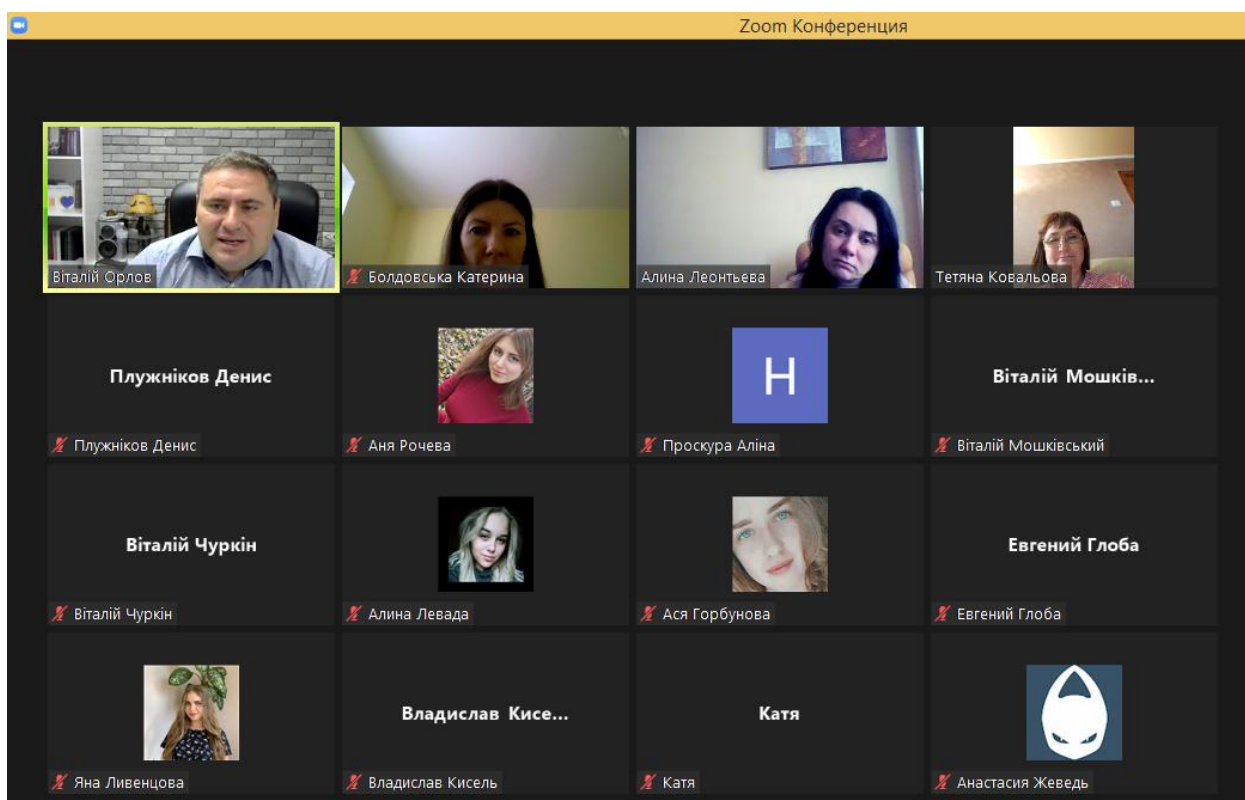 Zoom Конференция
Віталій Орлов
Болдовська Катерина
Алина Леонтьева
Тетяна Ковальова
Плужніков Денис
H
Віталій Мошків...
Плужніков Денис
Аня Рочева
Проскура Аліна
Віталій Мошківський
Віталій Чуркін
Евгений Глоба
Віталій Чуркін
Алина Левада
Ася Горбунова
Евгений Глоба
Владислав Кисе...
Катя
Яна Ливенцова
Владислав Кисель
Катя
Анастасия Жеведь